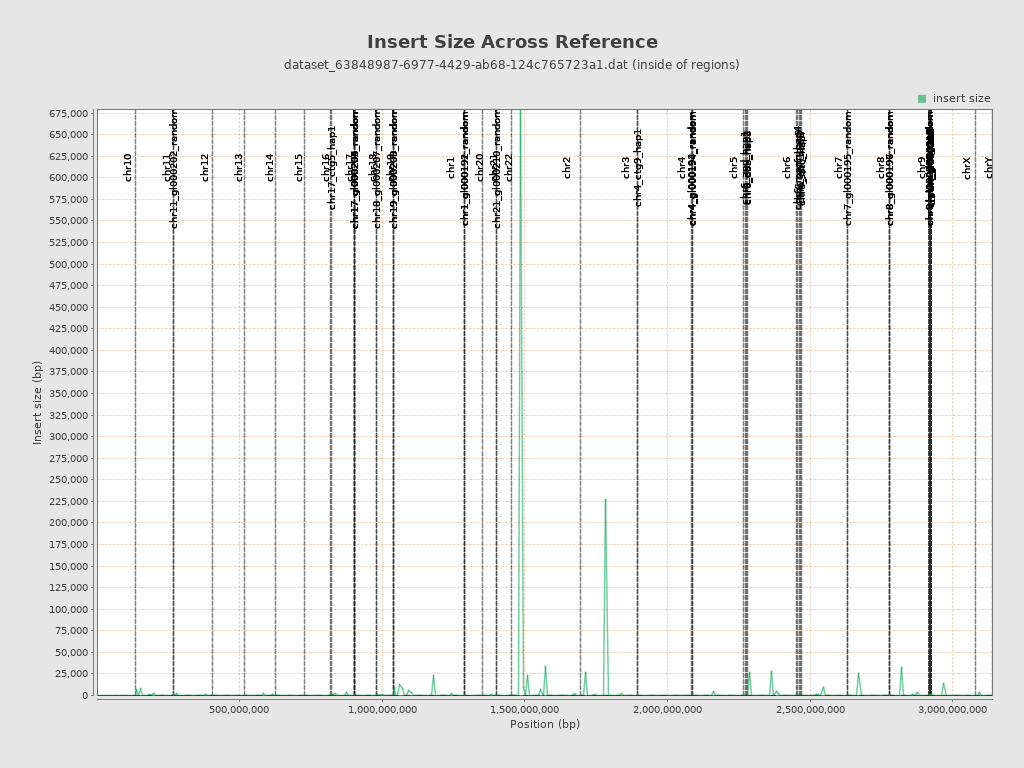 Insert Size Across Reference
dataset_63848987-6977-4429-ab68-124c765723a1.dat (inside of regions)
insert size
675,000
650,000
625,000
600,000
575,000
550,000
525,000
500,000
475,000
450,000
425,000
400,000
375,000
350,000
325,000
300,000
275,000
250,000
225,000
200,000
175,000
150,000
125,000
100,000
75,000
50,000
25,000
0
Insert size (bp)
chr10
chr11_gl000202_random
chr12
chr13
chr14
chr15
chr16
chr17_ctg5_hap1
chr18_gl000207_random
chr1
chr1_gl000192_random
chr20
chr21_gl000210_random
chr22
chr2
chr3
chr4_ctg9_hap1
chr4
chr5
chr6
chr7
chr7_gl000195_random
chr8
chr9
chrX
chrY
500,000,000
1,000,000,000
1,500,000,000
2,000,000,000
2,500,000,000
3,000,000,000
Position (bp)